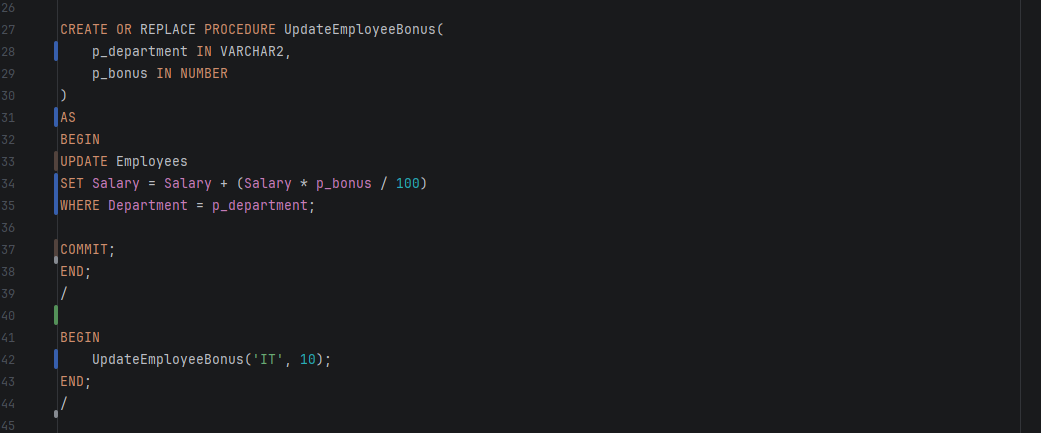 26
27 CREATE OR REPLACE PROCEDURE UpdateEmployeeBonus(
28     p_department IN VARCHAR2,
29     p_bonus IN NUMBER
30 )
31 AS
32 BEGIN
33 UPDATE Employees
34 SET Salary = Salary + (Salary * p_bonus / 100)
35 WHERE Department = p_department;
36
37 COMMIT;
38 END;
39 /
40
41 BEGIN
42     UpdateEmployeeBonus('IT', 10);
43 END;
44 /
45